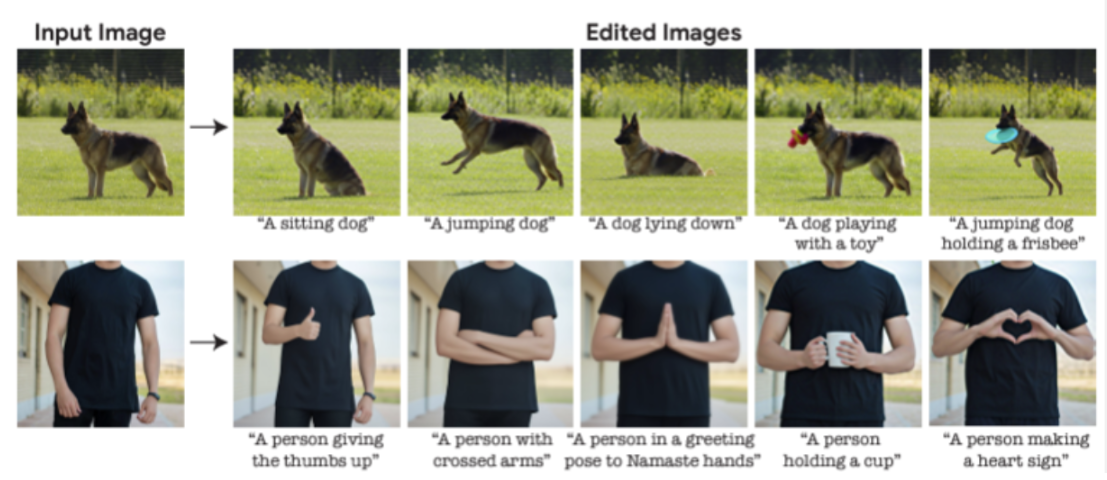 Input Image
Edited Images
“A sitting dog”
“A jumping dog”
“A dog lying down”
“A dog playing
with a toy”
“A jumping dog
holding a frisbee”
“A person giving
the thumbs up”
“A person with
crossed arms”
“A person in a greeting
pose to Namaste hands”
“A person
holding a cup”
“A person making
a heart sign”